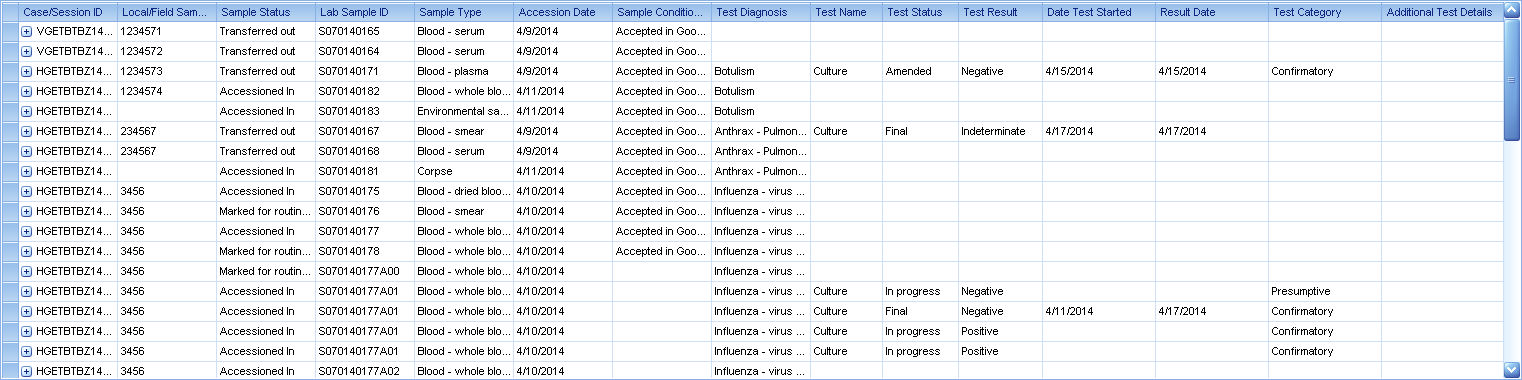 Case/Session ID Local/Field Sam... Sample Status Lab Sample ID Sample Type Accession Date Sample Conditio... Test Diagnosis Test Name Test Status Test Result Date Test Started Result Date Test Category Additional Test Details
VGETBTBZ14... 1234571 Transferred out S070140165 Blood - serum 4/9/2014 Accepted in Goo...
VGETBTBZ14... 1234572 Transferred out S070140164 Blood - serum 4/9/2014 Accepted in Goo...
HGETBTBZ14... 1234573 Transferred out S070140171 Blood - plasma 4/9/2014 Accepted in Goo... Botulism Culture Amended Negative 4/15/2014 4/15/2014 Confirmatory
HGETBTBZ14... 1234574 Accessioned In S070140182 Blood - whole blo... 4/11/2014 Accepted in Goo... Botulism
HGETBTBZ14... Accessioned In S070140183 Environmental sa... 4/11/2014 Accepted in Goo... Botulism
HGETBTBZ14... 234567 Transferred out S070140167 Blood - smear 4/9/2014 Accepted in Goo... Anthrax - Pulmon... Culture Final Indeterminate 4/17/2014 4/17/2014
HGETBTBZ14... 234567 Transferred out S070140168 Blood - serum 4/9/2014 Accepted in Goo... Anthrax - Pulmon...
HGETBTBZ14... Accessioned In S070140181 Corpse 4/11/2014 Accepted in Goo... Anthrax - Pulmon...
HGETBTBZ14... 3456 Accessioned In S070140175 Blood - dried bloo... 4/10/2014 Accepted in Goo... Influenza - virus ...
HGETBTBZ14... 3456 Marked for routin... S070140176 Blood - smear 4/10/2014 Accepted in Goo... Influenza - virus ...
HGETBTBZ14... 3456 Accessioned In S070140177 Blood - whole blo... 4/10/2014 Accepted in Goo... Influenza - virus ...
HGETBTBZ14... 3456 Marked for routin... S070140178 Blood - whole blo... 4/10/2014 Accepted in Goo... Influenza - virus ...
HGETBTBZ14... 3456 Marked for routin... S070140177A00 Blood - whole blo... 4/10/2014 Influenza - virus ...
HGETBTBZ14... 3456 Accessioned In S070140177A01 Blood - whole blo... 4/10/2014 Influenza - virus ... Culture In progress Negative Presumptive
HGETBTBZ14... 3456 Accessioned In S070140177A01 Blood - whole blo... 4/10/2014 Influenza - virus ... Culture Final Negative 4/11/2014 4/17/2014 Confirmatory
HGETBTBZ14... 3456 Accessioned In S070140177A01 Blood - whole blo... 4/10/2014 Influenza - virus ... Culture In progress Positive Confirmatory
HGETBTBZ14... 3456 Accessioned In S070140177A01 Blood - whole blo... 4/10/2014 Influenza - virus ... Culture In progress Positive Confirmatory
HGETBTBZ14... 3456 Accessioned In S070140177A02 Blood - whole blo... 4/10/2014 Influenza - virus ...